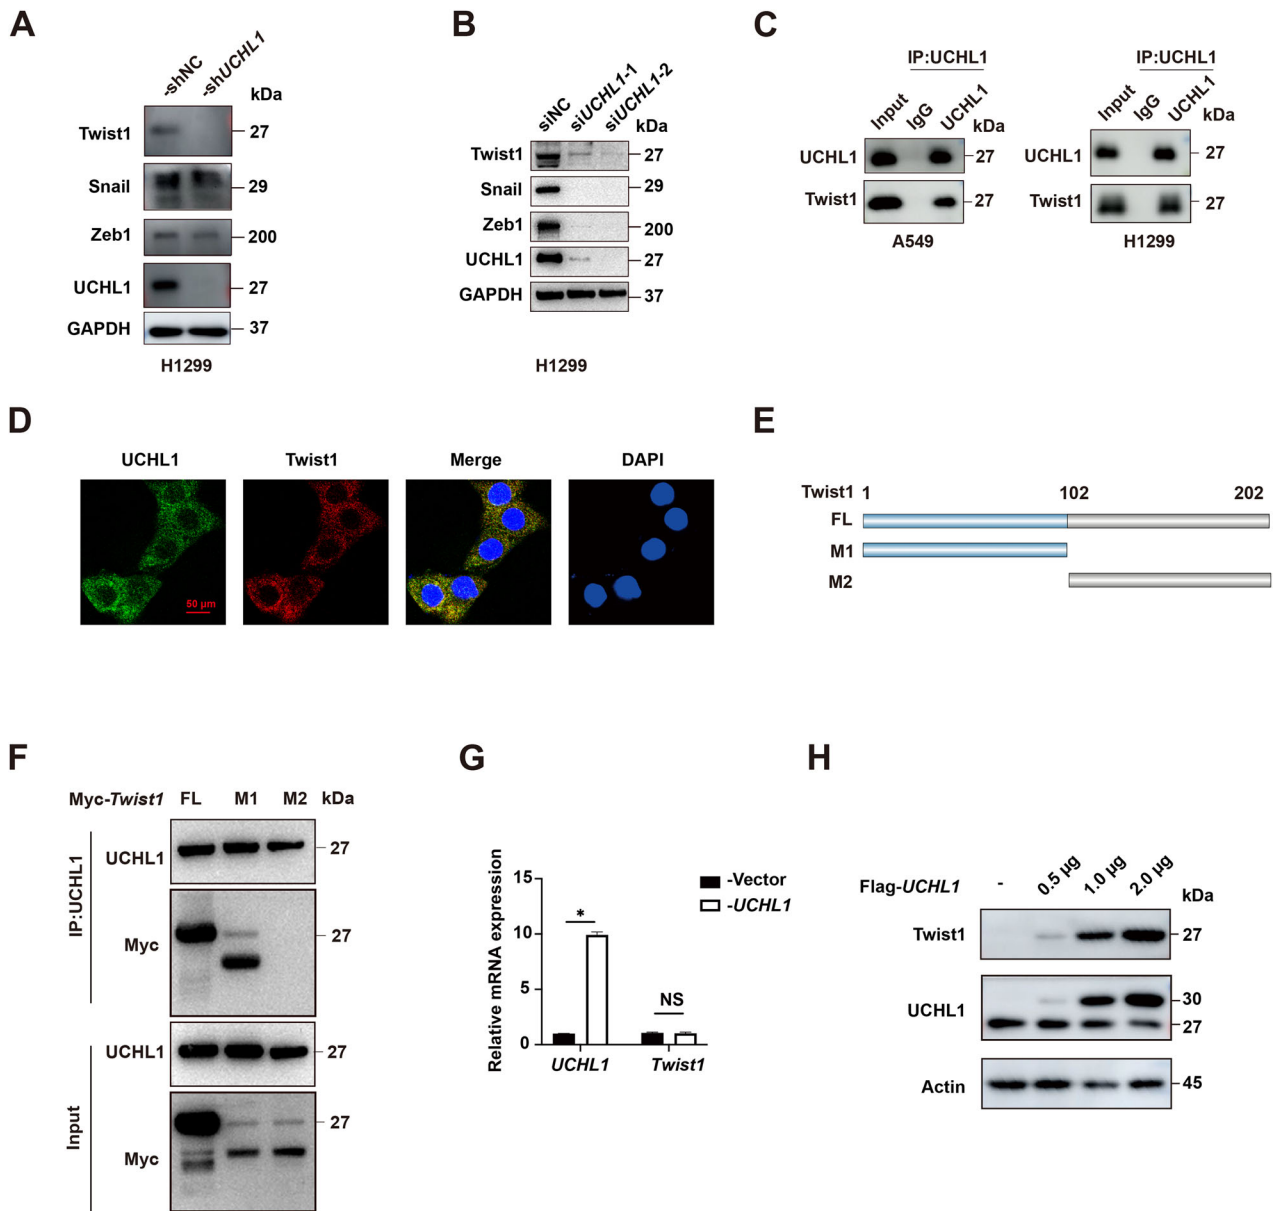 A
-shNC
-shUCHL1
kDa
Twist1
27
Snail
29
Zeb1
200
UCHL1
27
GAPDH
37
H1299
B
siNC
siUCHL1-1
siUCHL1-2
kDa
Twist1
27
Snail
29
Zeb1
200
UCHL1
27
GAPDH
37
H1299
C
IP:UCHL1
Input
IgG
UCHL1
kDa
UCHL1
27
Twist1
27
A549
IP:UCHL1
Input
IgG
UCHL1
kDa
UCHL1
27
Twist1
27
H1299
D
UCHL1
Twist1
Merge
DAPI
50 μm
E
Twist1 1 102 202
FL
M1
M2
F
Myc-Twist1 FL M1 M2 kDa
IP:UCHL1
UCHL1
27
Myc
27
Input
UCHL1
27
Myc
27
G
Relative mRNA expression
15
10
5
0
*
NS
UCHL1
Twist1
-Vector
-UCHL1
H
Flag-UCHL1
-
0.5 μg
1.0 μg
2.0 μg
kDa
Twist1
27
UCHL1
30
27
Actin
45